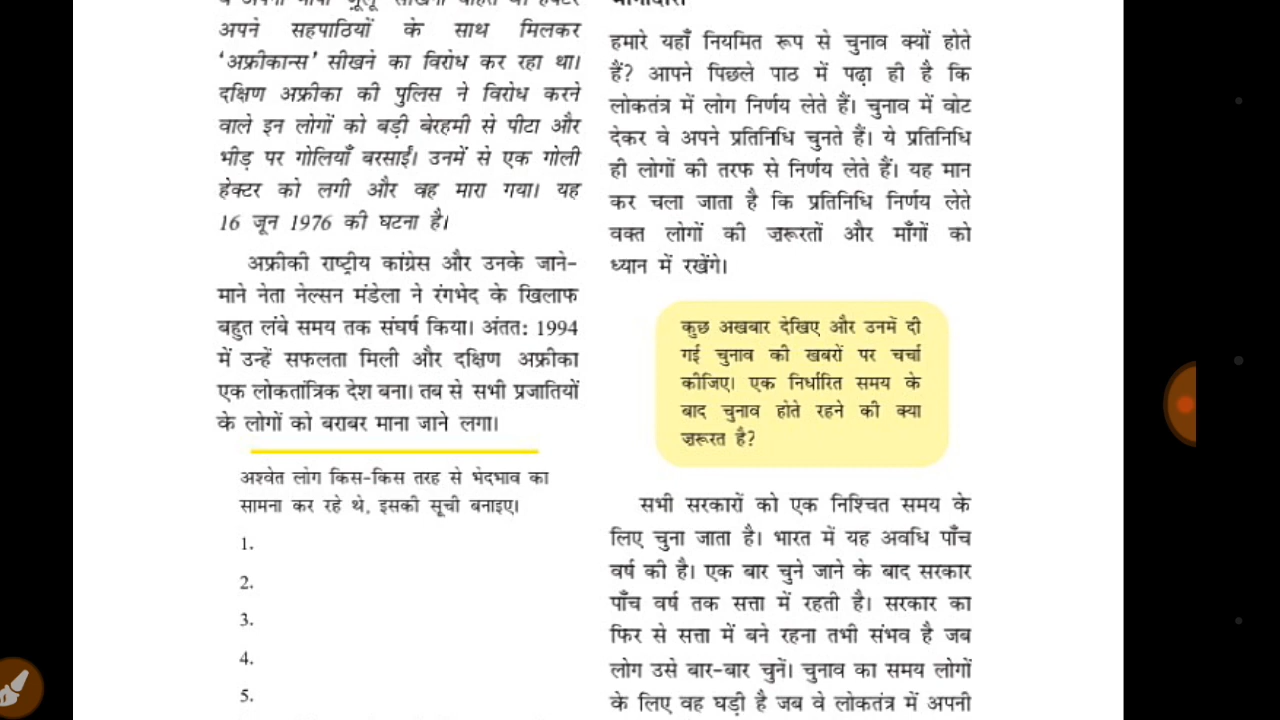 अपने सहपाठियों के साथ मिलकर
‘अफ्रीकान्स’ सीखने का विरोध कर रहा था।
दक्षिण अफ्रीका की पुलिस ने विरोध करने
वाले इन लोगों को बड़ी बेरहमी से पीटा और
भीड़ पर गोलियाँ बरसाईं। उनमें से एक गोली
हेक्टर को लगी और वह मारा गया। यह
16 जून 1976 की घटना है।
अफ्रीकी राष्ट्रीय कांग्रेस और उनके जाने-
माने नेता नेल्सन मंडेला ने रंगभेद के खिलाफ
बहुत लंबे समय तक संघर्ष किया। अंतत: 1994
में उन्हें सफलता मिली और दक्षिण अफ्रीका
एक लोकतांत्रिक देश बना। तब से सभी प्रजातियों
के लोगों को बराबर माना जाने लगा।
अश्वेत लोग किस-किस तरह से भेदभाव का
सामना कर रहे थे, इसकी सूची बनाइए।
1.
2.
3.
4.
5.
हमारे यहाँ नियमित रूप से चुनाव क्यों होते
हैं? आपने पिछले पाठ में पढ़ा ही है कि
लोकतंत्र में लोग निर्णय लेते हैं। चुनाव में वोट
देकर वे अपने प्रतिनिधि चुनते हैं। ये प्रतिनिधि
ही लोगों की तरफ से निर्णय लेते हैं। यह मान
कर चला जाता है कि प्रतिनिधि निर्णय लेते
वक्त लोगों की ज़रूरतों और माँगों को
ध्यान में रखेंगे।
कुछ अखबार देखिए और उनमें दी
गई चुनाव की खबरों पर चर्चा
कीजिए। एक निर्धारित समय के
बाद चुनाव होते रहने की क्या
ज़रूरत है?
सभी सरकारों को एक निश्चित समय के
लिए चुना जाता है। भारत में यह अवधि पाँच
वर्ष की है। एक बार चुने जाने के बाद सरकार
पाँच वर्ष तक सत्ता में रहती है। सरकार का
फिर से सत्ता में बने रहना तभी संभव है जब
लोग उसे बार-बार चुनें। चुनाव का समय लोगों
के लिए वह घड़ी है जब वे लोकतंत्र में अपनी